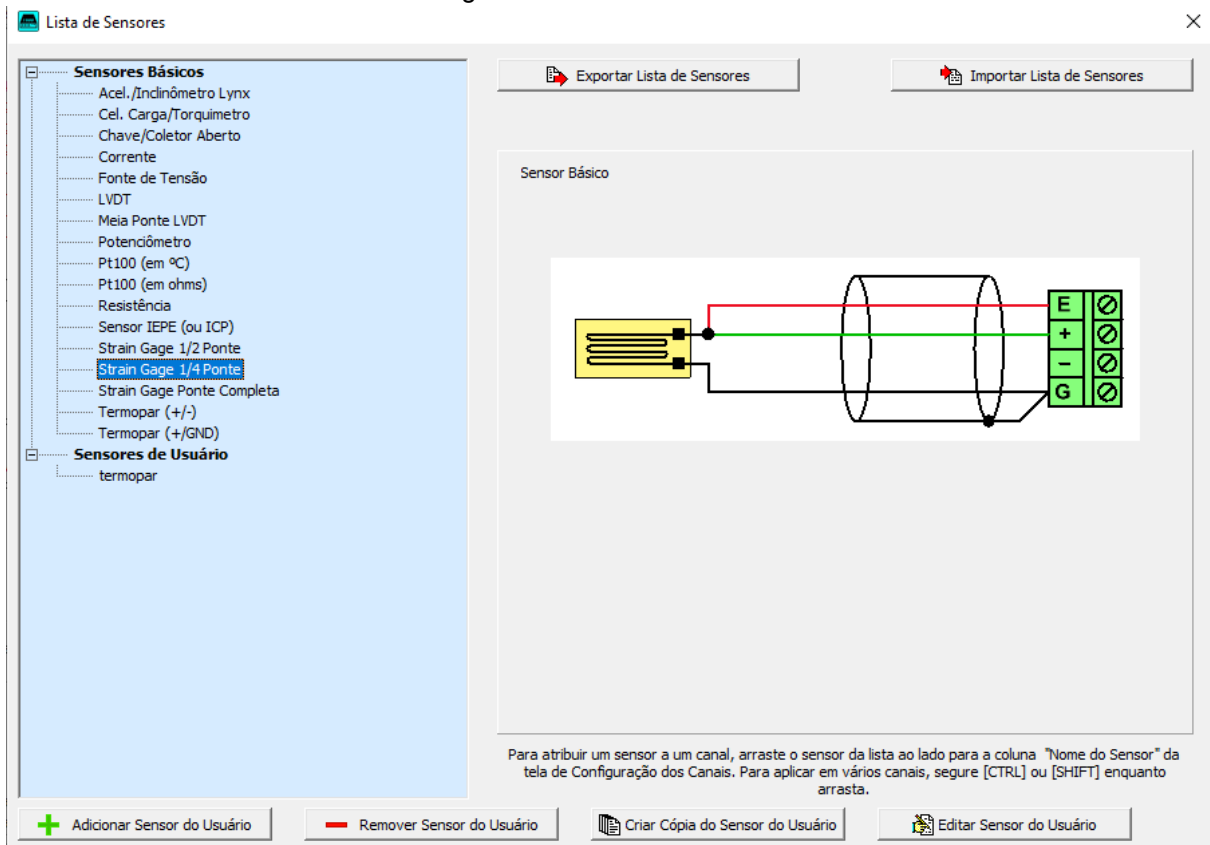 Lista de Sensores
Sensores Básicos
Acel./Inclinômetro Lynx
Cel. Carga/Torquimetro
Chave/Coletor Aberto
Corrente
Fonte de Tensão
LVDT
Meia Ponte LVDT
Potenciômetro
Pt100 (em ºC)
Pt100 (em ohms)
Resistência
Sensor IEPE (ou ICP)
Strain Gage 1/2 Ponte
Strain Gage 1/4 Ponte
Strain Gage Ponte Completa
Termopar (+/-)
Termopar (+/GND)
Sensores de Usuário
termopar
Exportar Lista de Sensores
Importar Lista de Sensores
Sensor Básico
E
+
−
G
Para atribuir um sensor a um canal, arraste o sensor da lista ao lado para a coluna "Nome do Sensor" da
tela de Configuração dos Canais. Para aplicar em vários canais, segure [CTRL] ou [SHIFT] enquanto
arrasta.
Adicionar Sensor do Usuário
Remover Sensor do Usuário
Criar Cópia do Sensor do Usuário
Editar Sensor do Usuário